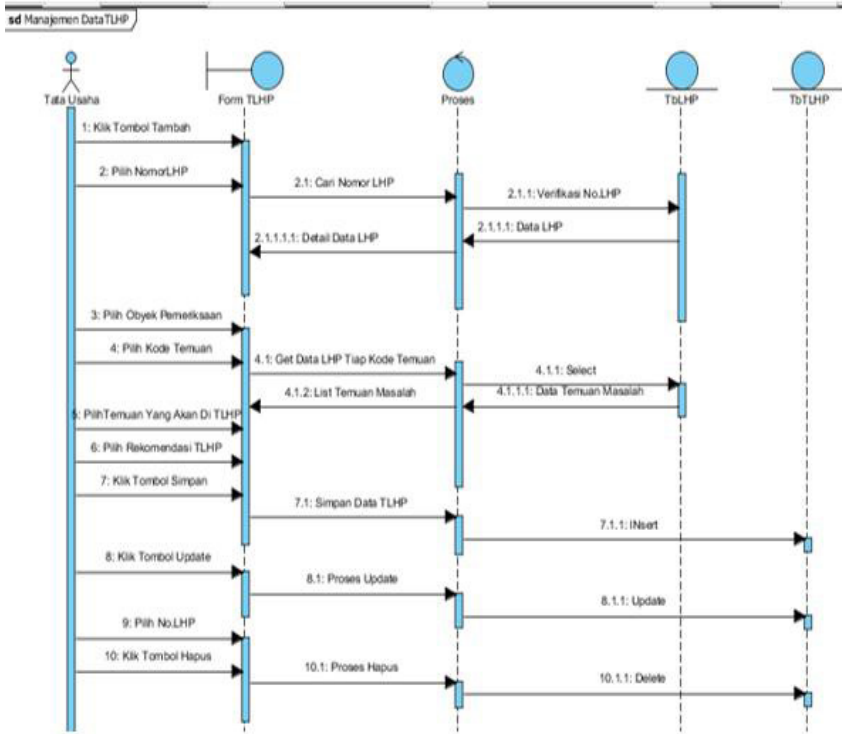 sd Manajemen DataTLHP
Tata Usaha
Form TLHP
Proses
TbLHP
TbTLHP
1: Klik Tombol Tambah
2: Pilih NomorLHP
2.1: Cari Nomor LHP
2.1.1: Verifikasi No.LHP
2.1.1.1: Data LHP
2.1.1.1.1: Detail Data LHP
3: Pilih Obyek Pemeriksaan
4: Pilih Kode Temuan
4.1: Get Data LHP Tiap Kode Temuan
4.1.1: Select
4.1.1.1: Data Temuan Masalah
4.1.2: List Temuan Masalah
5: PilihTemuan Yang Akan Di TLHP
6: Pilih Rekomendasi TLHP
7: Klik Tombol Simpan
7.1: Simpan Data TLHP
7.1.1: INsert
8: Klik Tombol Update
8.1: Proses Update
8.1.1: Update
9: Pilih No.LHP
10: Klik Tombol Hapus
10.1: Proses Hapus
10.1.1: Delete